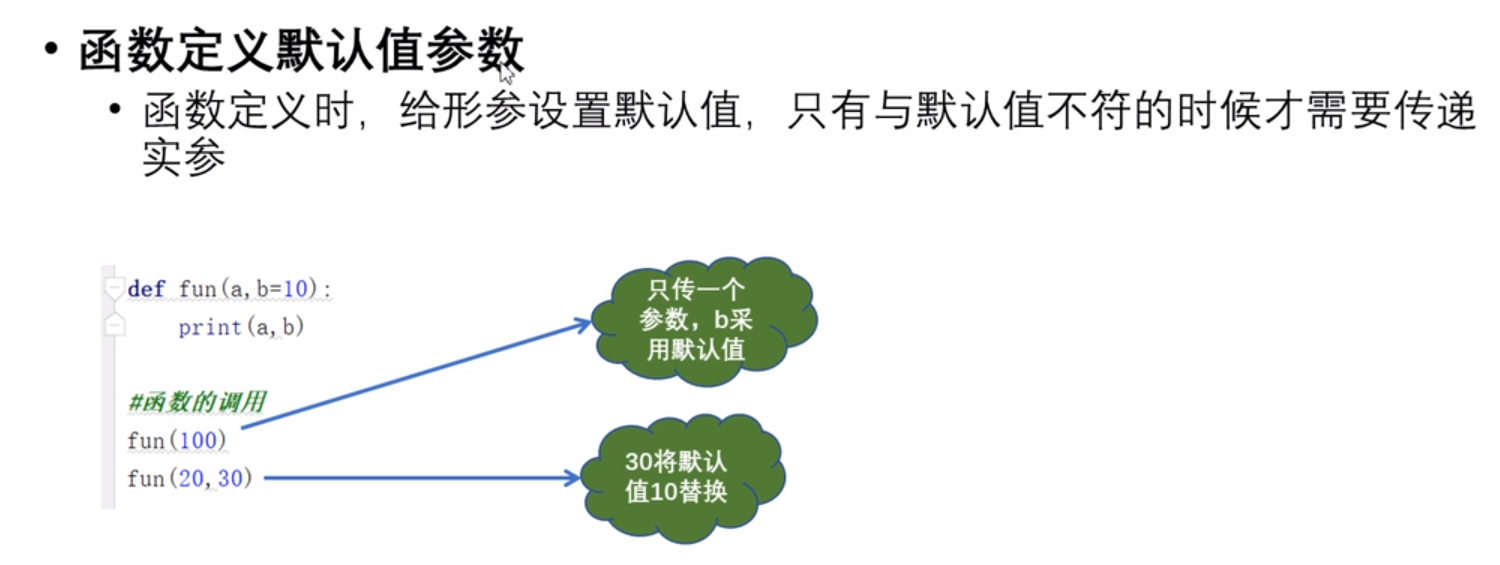 • 函数定义默认值参数
• 函数定义时，给形参设置默认值，只有与默认值不符的时候才需要传递
实参
def fun(a,b=10):
    print(a,b)
#函数的调用
fun(100)
fun(20,30)
只传一个
参数，b采
用默认值
30将默认
值10替换